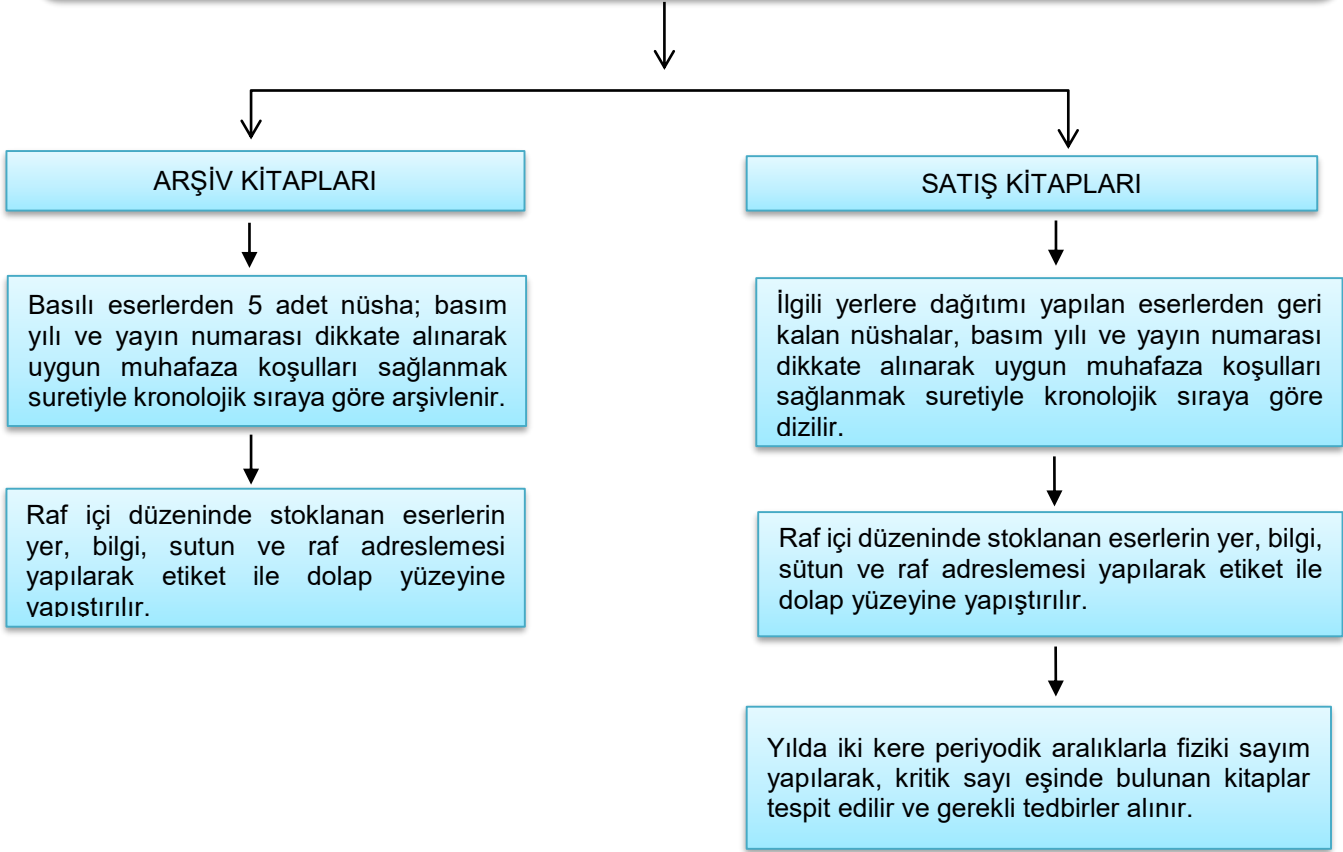 ARŞİV KİTAPLARI
Basılı eserlerden 5 adet nüsha; basım
yılı ve yayın numarası dikkate alınarak
uygun muhafaza koşulları sağlanmak
suretiyle kronolojik sıraya göre arşivlenir.
Raf içi düzeninde stoklanan eserlerin
yer, bilgi, sutun ve raf adreslemesi
yapılarak etiket ile dolap yüzeyine
yapıştırılır.
SATIŞ KİTAPLARI
İlgili yerlere dağıtımı yapılan eserlerden geri
kalan nüshalar, basım yılı ve yayın numarası
dikkate alınarak uygun muhafaza koşulları
sağlanmak suretiyle kronolojik sıraya göre
dizilir.
Raf içi düzeninde stoklanan eserlerin yer, bilgi,
sütun ve raf adreslemesi yapılarak etiket ile
dolap yüzeyine yapıştırılır.
Yılda iki kere periyodik aralıklarla fiziki sayım
yapılarak, kritik sayı eşinde bulunan kitaplar
tespit edilir ve gerekli tedbirler alınır.